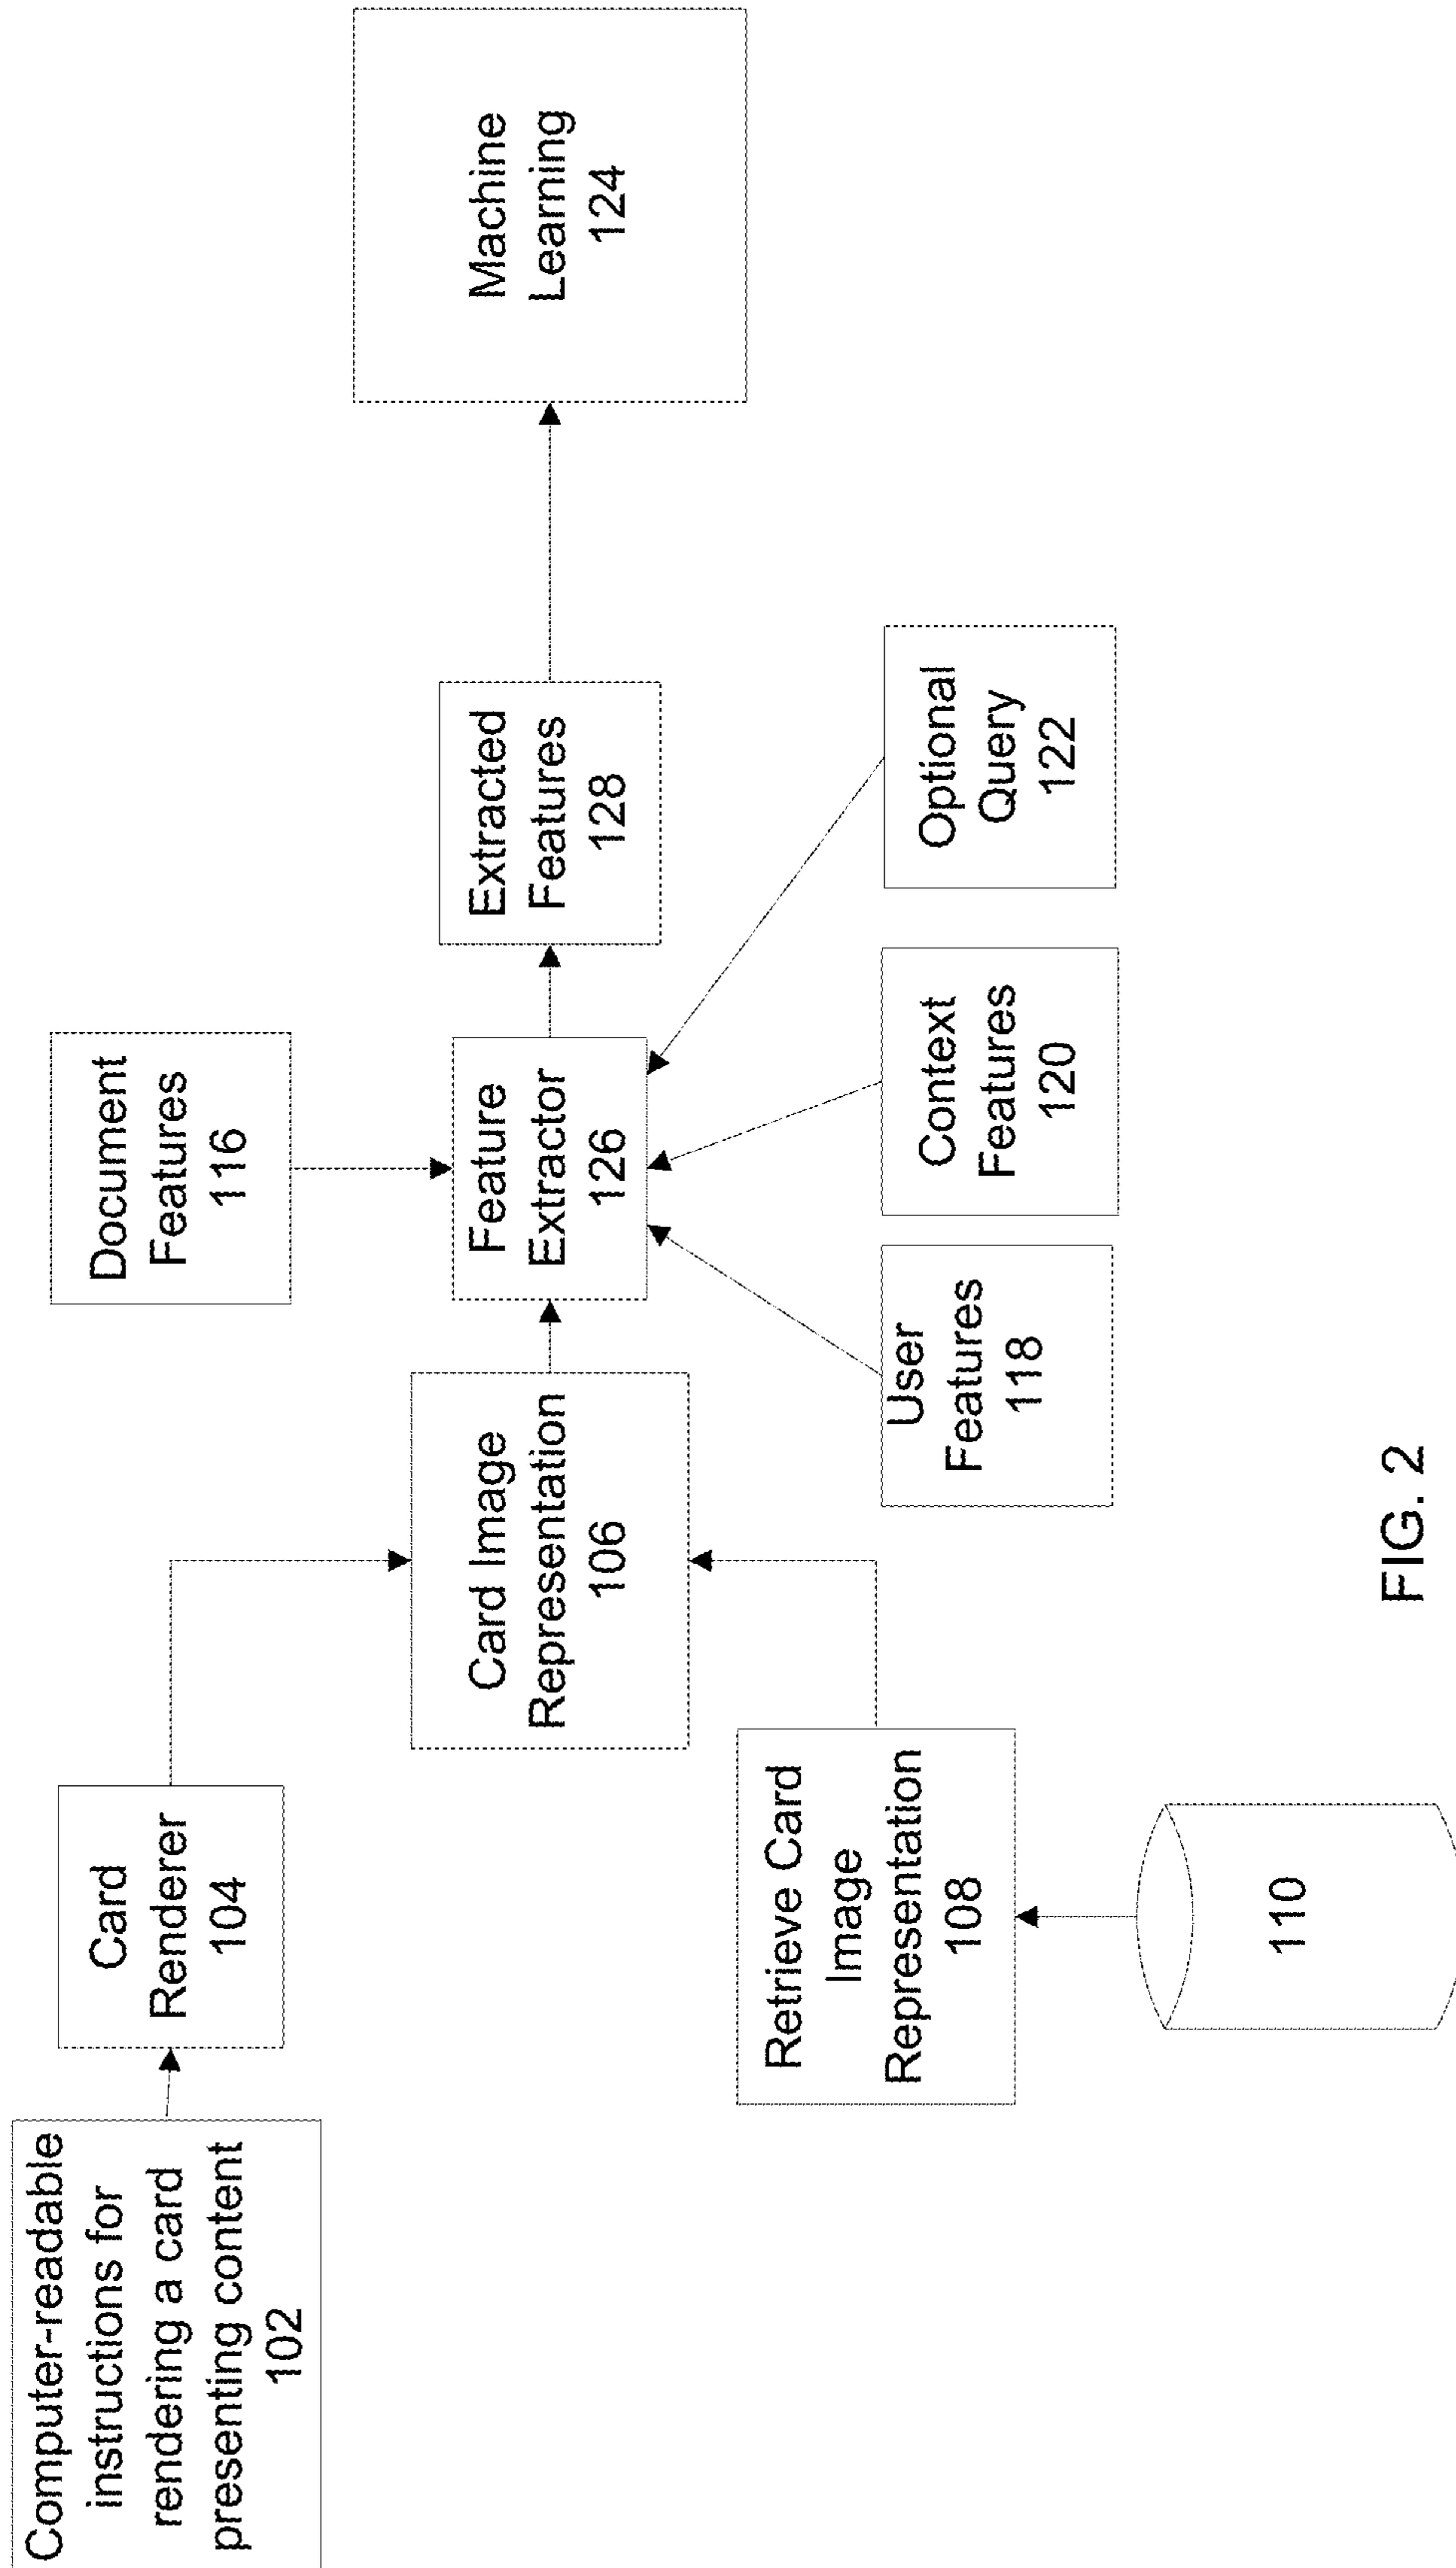 Computer-readable
instructions for
rendering a card
presenting content
102
Card
Renderer
104
Retrieve Card
Image
Representation
108
110
Card Image
Representation
106
Document
Features
116
Feature
Extractor
126
User
Features
118
Context
Features
120
Optional
Query
122
Extracted
Features
128
Machine
Learning
124
FIG. 2